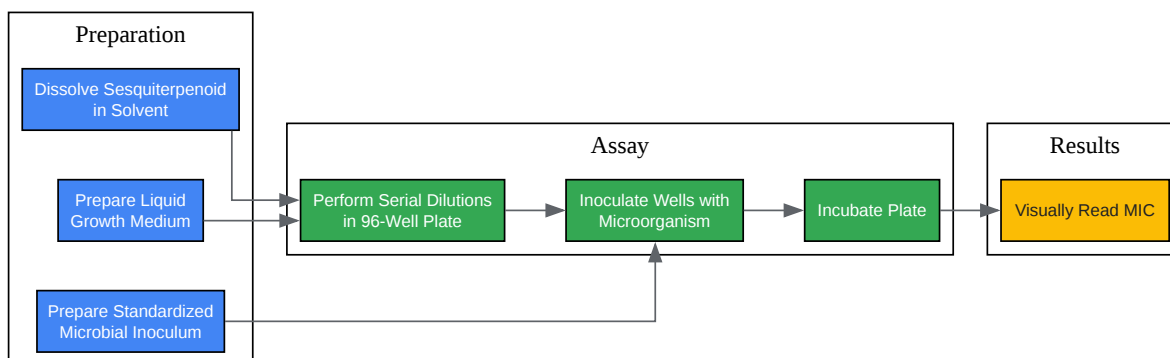 Preparation
Dissolve Sesquiterpenoid
in Solvent
Prepare Liquid
Growth Medium
Prepare Standardized
Microbial Inoculum
Assay
Perform Serial Dilutions
in 96-Well Plate
Inoculate Wells with
Microorganism
Incubate Plate
Results
Visually Read MIC